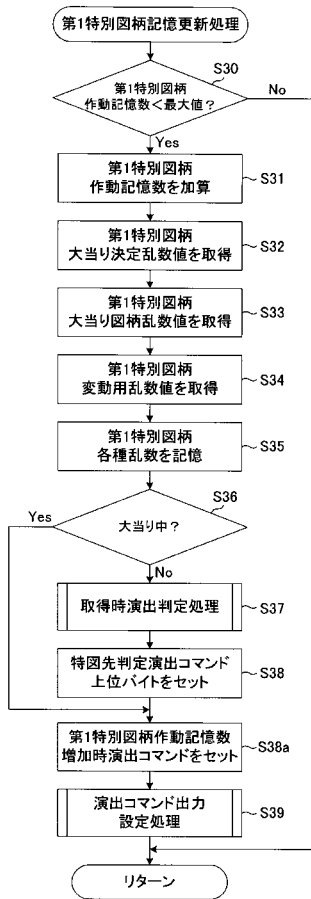 第1特別図柄記憶更新処理
S30
第1特別図柄
作動記憶数<最大値?
No
Yes
第1特別図柄
作動記憶数を加算
S31
第1特別図柄
大当り決定乱数値を取得
S32
第1特別図柄
大当り図柄乱数値を取得
S33
第1特別図柄
変動用乱数値を取得
S34
第1特別図柄
各種乱数を記憶
S35
S36
大当り中?
Yes
No
取得時演出判定処理
S37
特図先判定演出コマンド
上位バイトをセット
S38
第1特別図柄作動記憶数
増加時演出コマンドをセット
S38a
演出コマンド出力
設定処理
S39
リターン